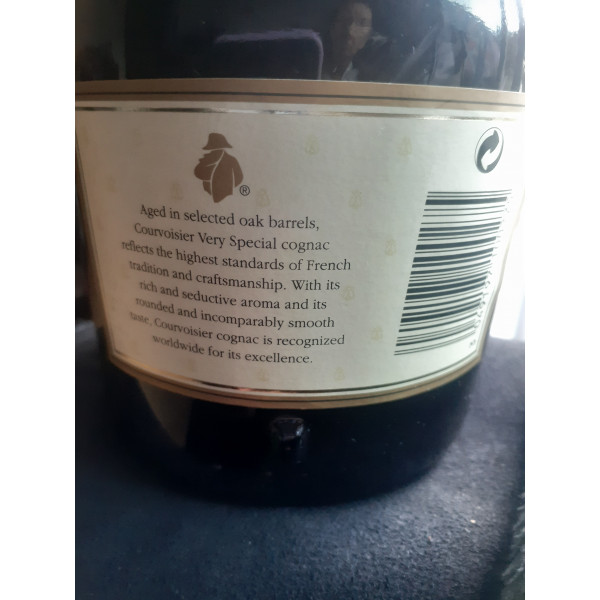 ®
Aged in selected oak barrels,
Courvoisier Very Special cognac
reflects the highest standards of French
tradition and craftsmanship. With its
rich and seductive aroma and its
rounded and incomparably smooth
taste, Courvoisier cognac is recognized
worldwide for its excellence.